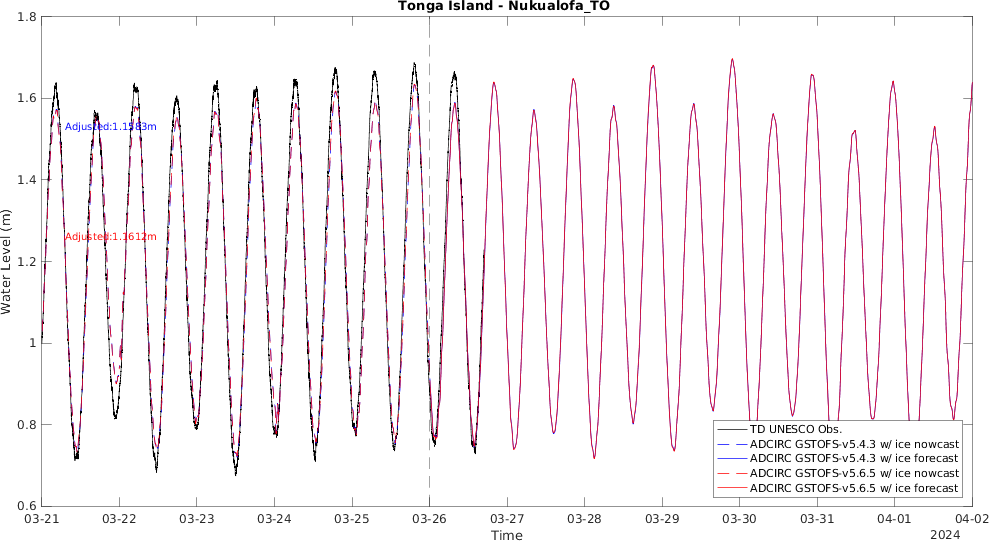 Tonga Island - Nukualofa_TO
1.8
1.6
1.4
1.2
1
0.8
0.6
Water Level (m)
Adjusted:1.1583m
Adjusted:1.1612m
TD UNESCO Obs.
ADCIRC GSTOFS-v5.4.3 w/ ice nowcast
ADCIRC GSTOFS-v5.4.3 w/ ice forecast
ADCIRC GSTOFS-v5.6.5 w/ ice nowcast
ADCIRC GSTOFS-v5.6.5 w/ ice forecast
03-21 03-22 03-23 03-24 03-25 03-26 03-27 03-28 03-29 03-30 03-31 04-01 04-02
Time
2024